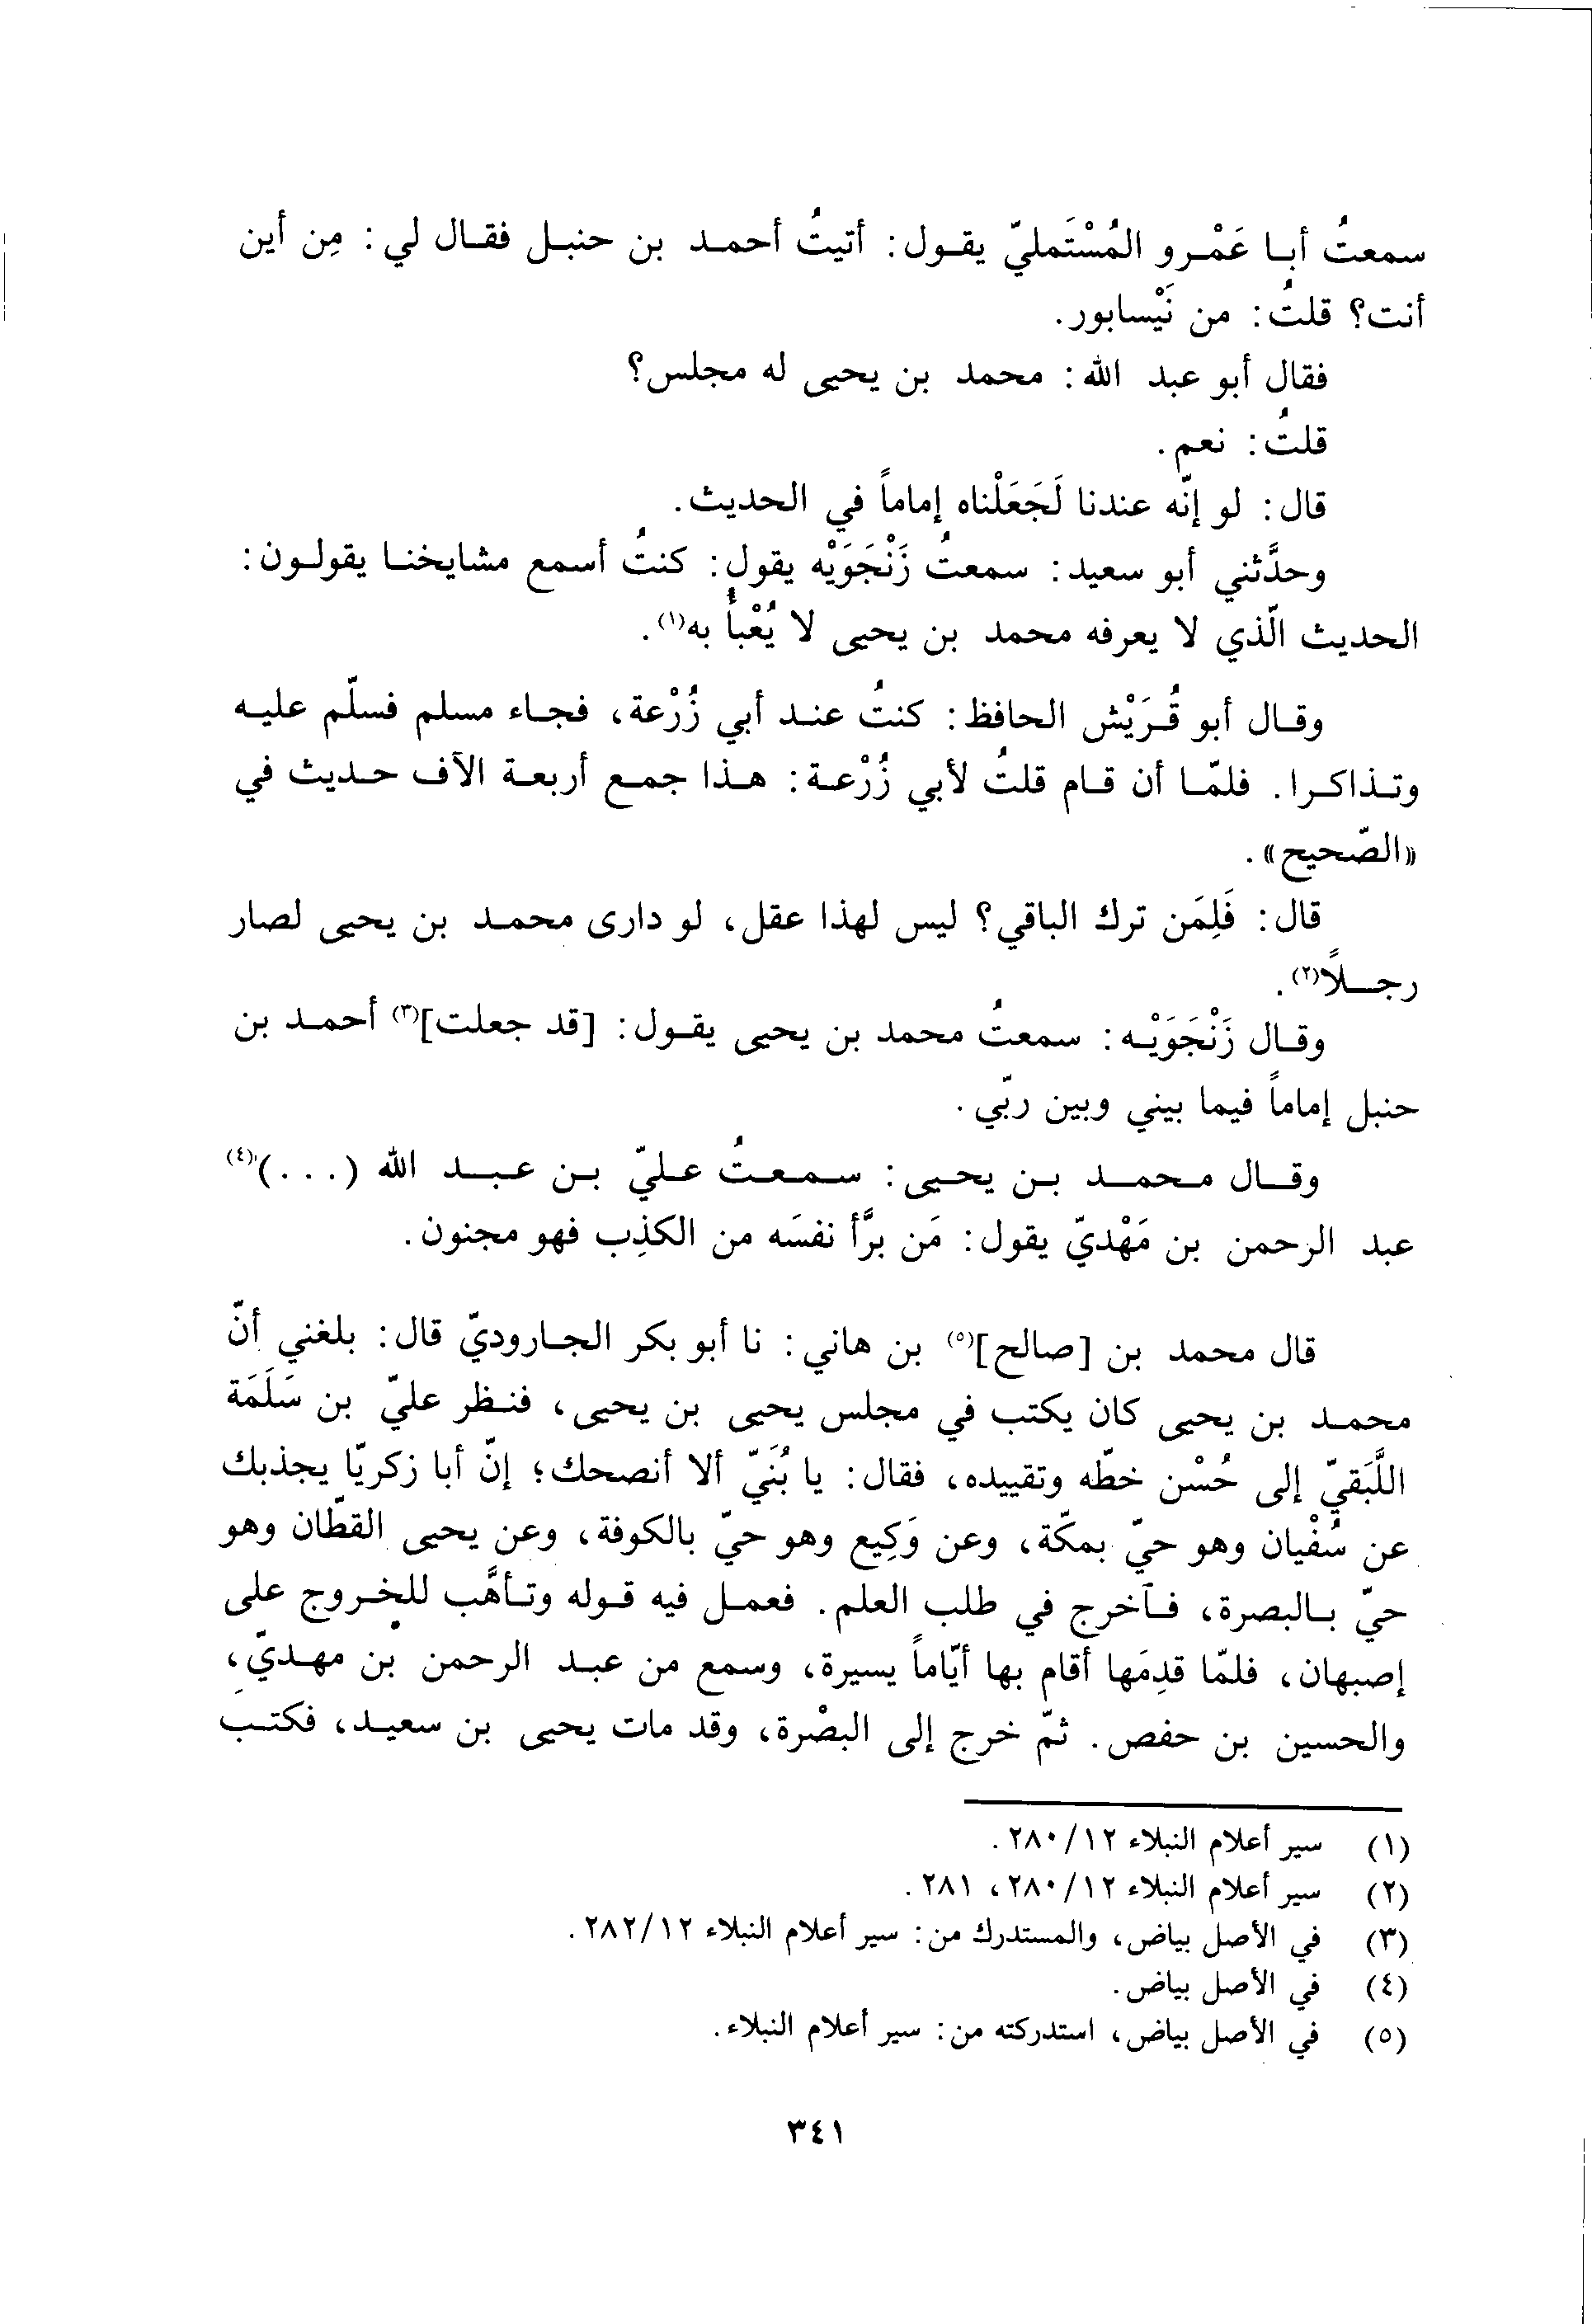 سمعتُ أبا عَمْرو المُسْتَمليّ يقول: أتيتُ أحمد بن حنبل فقال لي: مِن أين
أنت؟ قلتُ: من نَيْسابور.
فقال أبو عبد الله: محمد بن يحيى له مجلس؟
قلتُ: نعم.
قال: لو إنّه عندنا لَجَعَلْناه إماماً في الحديث.
وحدَّثني أبو سعيد: سمعتُ زَنْجَوَيْه يقول: كنتُ أسمع مشايخنا يقولون:
الحديث الّذي لا يعرفه محمد بن يحيى لا يُعْبأُ به(١).
وقال أبو قُرَيْش الحافظ: كنتُ عند أبي زُرْعة، فجاء مسلم فسلّم عليه
وتذاكرا. فلمّا أن قام قلتُ لأبي زُرْعة: هذا جمع أربعة الآف حديث في
«الصّحيح».
قال: فَلِمَن ترك الباقي؟ ليس لهذا عقل، لو دارى محمد بن يحيى لصار
رجلاً(٢).
وقال زَنْجَوَيْه: سمعتُ محمد بن يحيى يقول: [قد جعلت](٣) أحمد بن
حنبل إماماً فيما بيني وبين ربّي.
وقال محمد بن يحيى: سمعتُ عليّ بن عبد الله (...)(٤)
عبد الرحمن بن مَهْديّ يقول: مَن برَّأ نفسَه من الكذِب فهو مجنون.
قال محمد بن [صالح](٥) بن هاني: نا أبو بكر الجاروديّ قال: بلغني أنّ
محمد بن يحيى كان يكتب في مجلس يحيى بن يحيى، فنظر عليّ بن سَلَمَة
اللَّبَقيّ إلى حُسْن خطّه وتقييده، فقال: يا بُنَيّ ألا أنصحك؛ إنّ أبا زكريّا يجذبك
عن سُفْيان وهو حيّ بمكّة، وعن وَكِيع وهو حيّ بالكوفة، وعن يحيى القطّان وهو
حيّ بالبصرة، فآخرج في طلب العلم. فعمل فيه قوله وتأهَّب للخروج على
إصبهان، فلمّا قدِمَها أقام بها أيّاماً يسيرة، وسمع من عبد الرحمن بن مهديّ،
والحسين بن حفص. ثمّ خرج إلى البصْرة، وقد مات يحيى بن سعيد، فكتب
(١) سير أعلام النبلاء ٢٨٠/١٢.
(٢) سير أعلام النبلاء ٢٨٠/١٢، ٢٨١.
(٣) في الأصل بياض، والمستدرك من: سير أعلام النبلاء ٢٨٢/١٢.
(٤) في الأصل بياض.
(٥) في الأصل بياض، استدركته من: سير أعلام النبلاء.
٣٤١